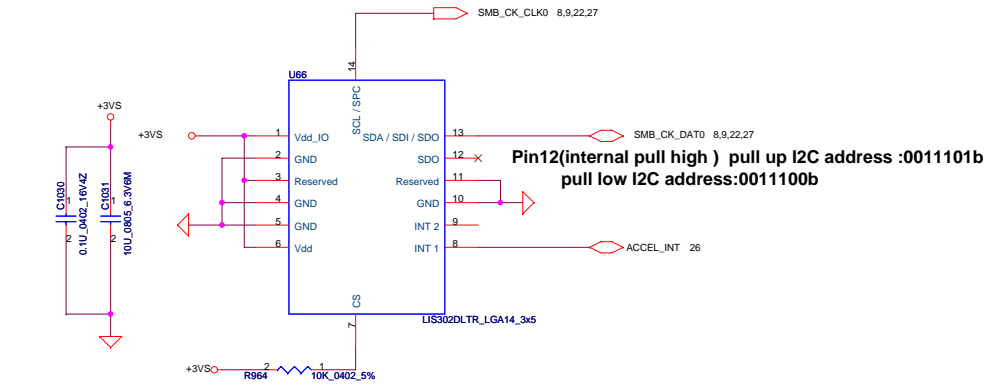 SMB_CK_CLK0 8,9,22,27
14
U66
SCL / SPC
+3VS
+3VS
1 Vdd_IO
SDA / SDI / SDO 13
SMB_CK_DAT0 8,9,22,27
2 GND
SDO 12
Pin12(internal pull high ) pull up I2C address :0011101b
pull low I2C address:0011100b
3 Reserved
Reserved 11
4 GND
GND 10
5 GND
INT 2 9
6 Vdd
INT 1 8
ACCEL_INT 26
C1030
1
2
0.1U_0402_16V4Z
C1031
1
2
10U_0805_6.3V6M
CS
7
LIS302DLTR_LGA14_3x5
+3VS
2
1
R964
10K_0402_5%